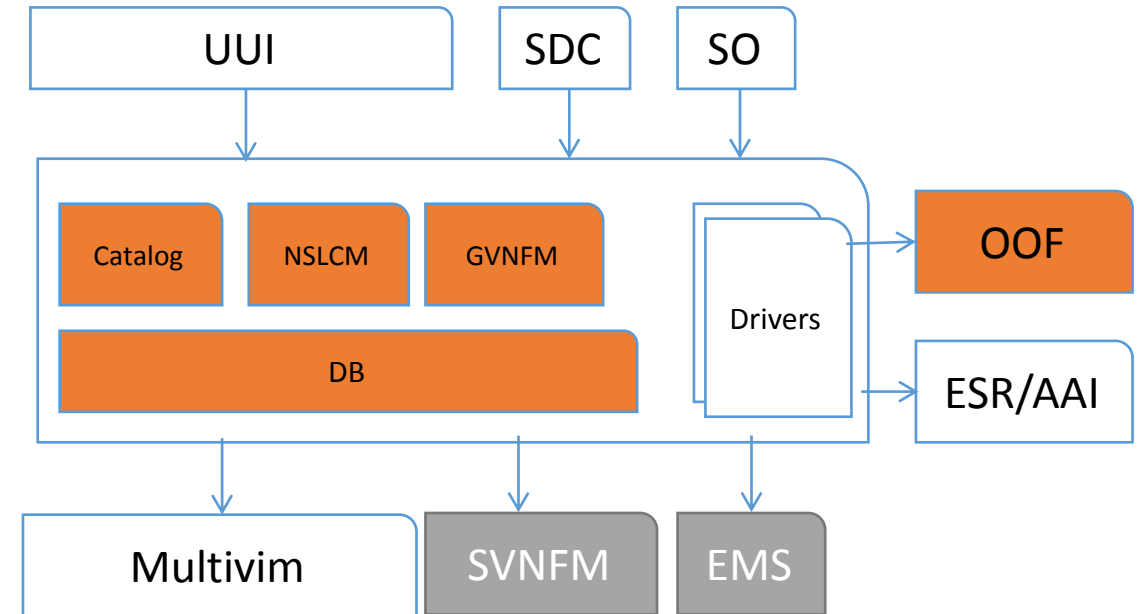 UUI
SDC
SO
Catalog
NSLCM
GVNFM
Drivers
DB
OOF
ESR/AAI
Multivim
SVNFM
EMS